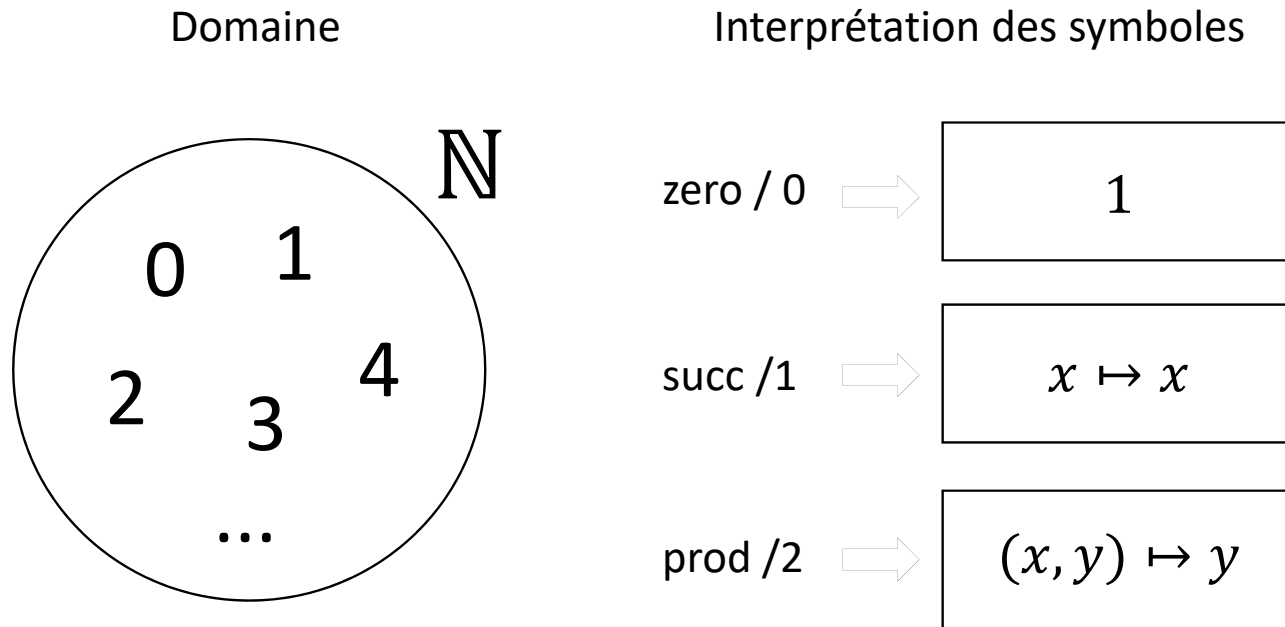 Domaine
Interprétation des symboles
ℕ
0 1
2 3 4
...
zero / 0
1
succ /1
x ↦ x
prod /2
(x, y) ↦ y